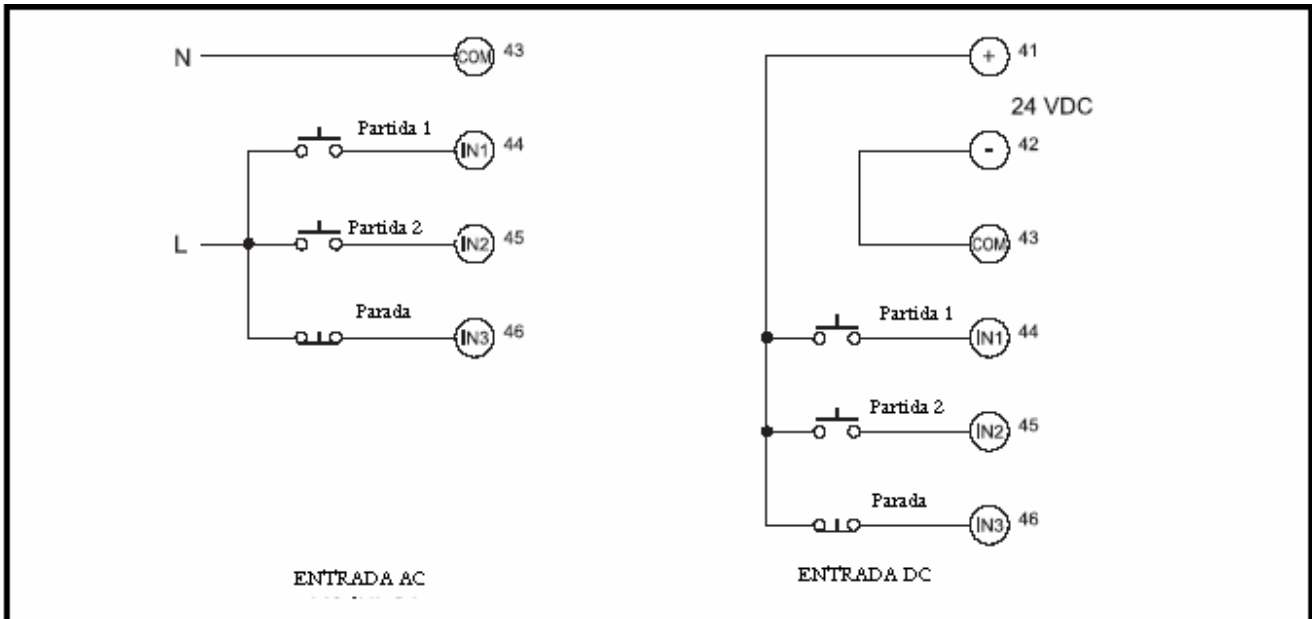 N
COM 43
Partida 1
IN1 44
L
Partida 2
IN2 45
Parada
IN3 46
ENTRADA AC
+ 41
24 VDC
- 42
COM 43
Partida 1
IN1 44
Partida 2
IN2 45
Parada
IN3 46
ENTRADA DC